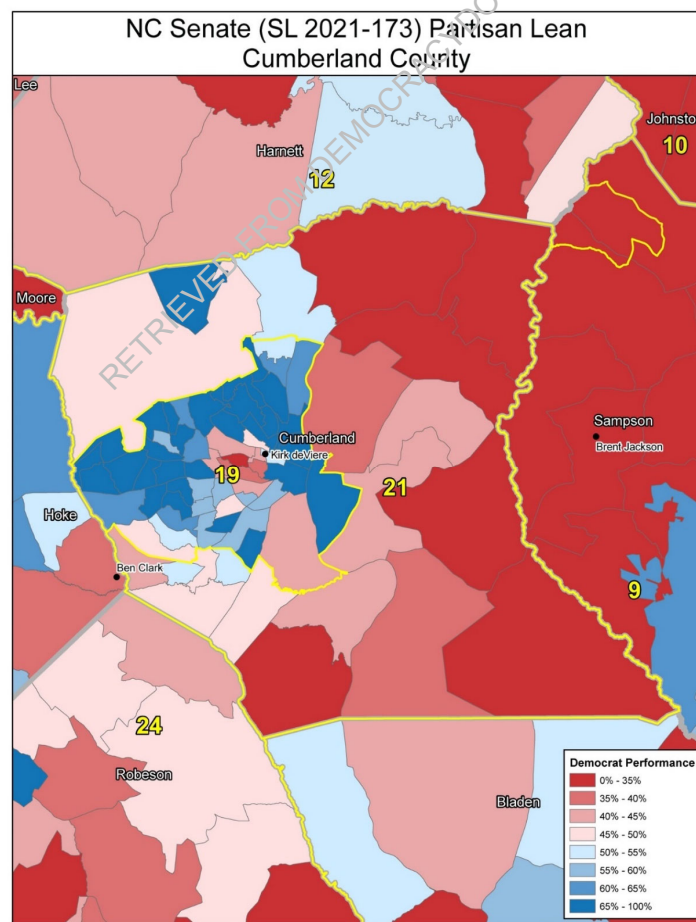 NC Senate (SL 2021-173) Partisan Lean
Cumberland County
RETRIEVED FROM DEMOCRACYDO
Lee
Johnsto
10
Harnett
12
Moore
Sampson
Brent Jackson
Cumberland
Kirk deViere
19
21
Hoke
Ben Clark
9
24
Robeson
Bladen
Democrat Performance
0% - 35%
35% - 40%
40% - 45%
45% - 50%
50% - 55%
55% - 60%
60% - 65%
65% - 100%